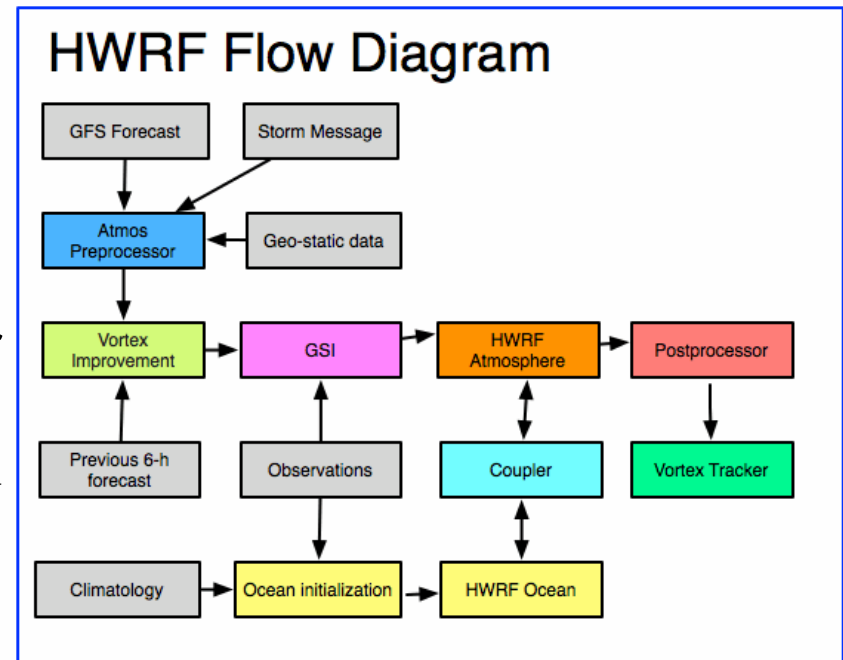 HWRF Flow Diagram
GFS Forecast
Storm Message
Atmos
Preprocessor
Geo-static data
Vortex
Improvement
GSI
HWRF
Atmosphere
Postprocessor
Previous 6-h
forecast
Observations
Coupler
Vortex Tracker
Climatology
Ocean initialization
HWRF Ocean